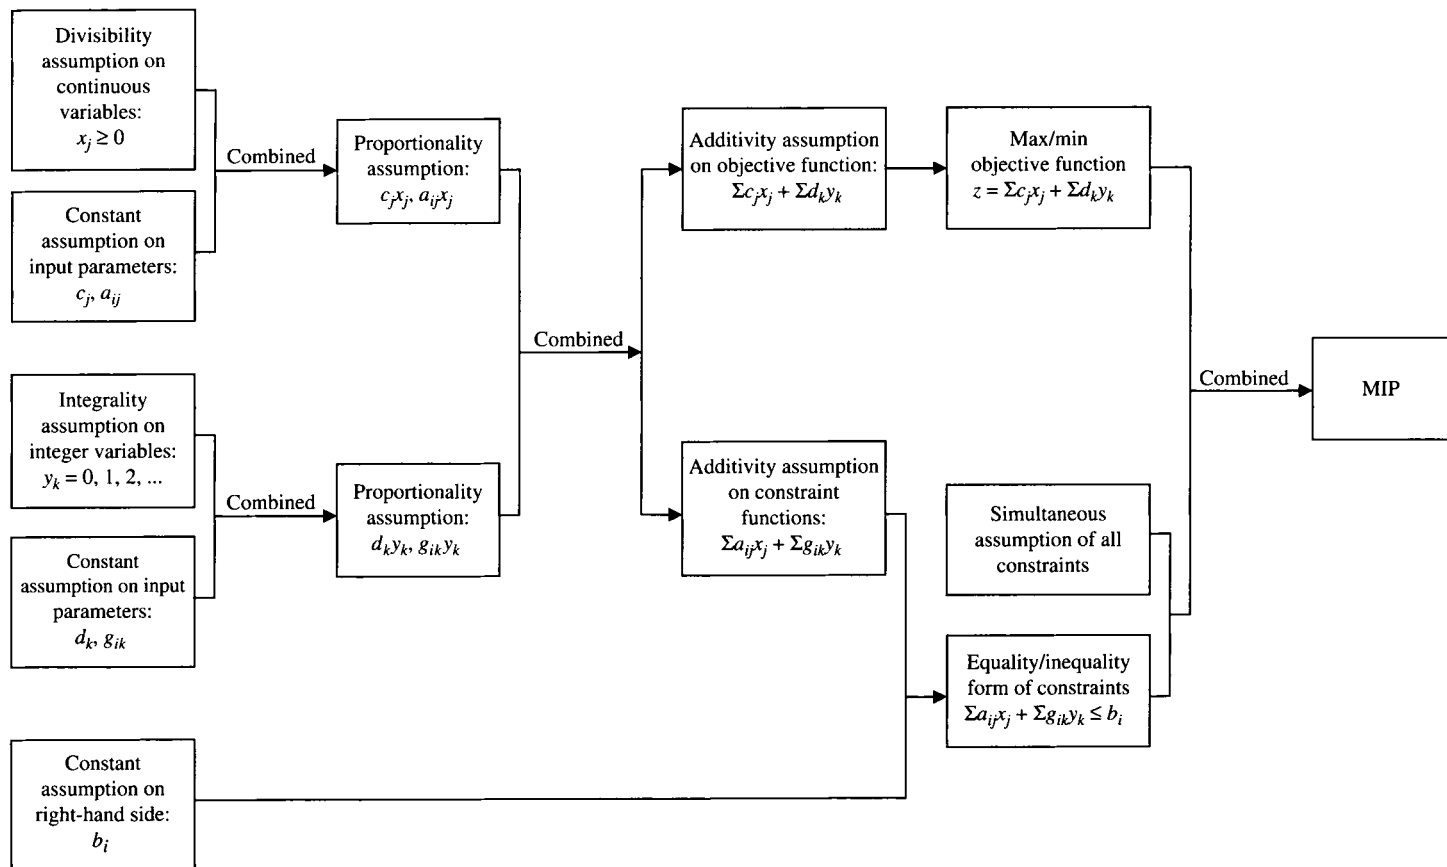 Divisibility
assumption on
continuous
variables:
x_j ≥ 0
Constant
assumption on
input parameters:
c_j, a_ij
Combined
Proportionality
assumption:
c_jx_j, a_ijx_j
Integrality
assumption on
integer variables:
y_k = 0, 1, 2, ...
Constant
assumption on input
parameters:
d_k, g_ik
Combined
Proportionality
assumption:
d_ky_k, g_iky_k
Constant
assumption on
right-hand side:
b_i
Combined
Additivity assumption
on objective function:
Σc_jx_j + Σd_ky_k
Max/min
objective function
z = Σc_jx_j + Σd_ky_k
Additivity assumption
on constraint
functions:
Σa_ijx_j + Σg_iky_k
Simultaneous
assumption of all
constraints
Equality/inequality
form of constraints
Σa_ijx_j + Σg_iky_k ≤ b_i
Combined
MIP